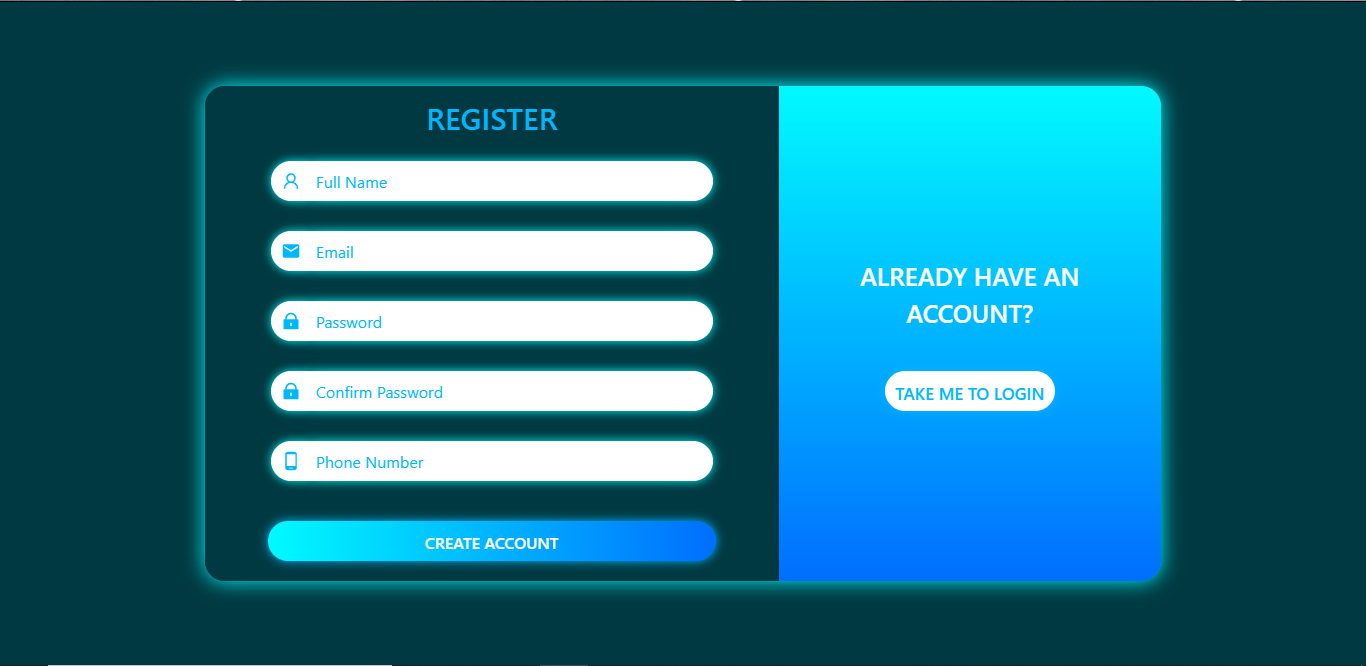 REGISTER
Full Name
Email
Password
Confirm Password
Phone Number
CREATE ACCOUNT
ALREADY HAVE AN
ACCOUNT?
TAKE ME TO LOGIN